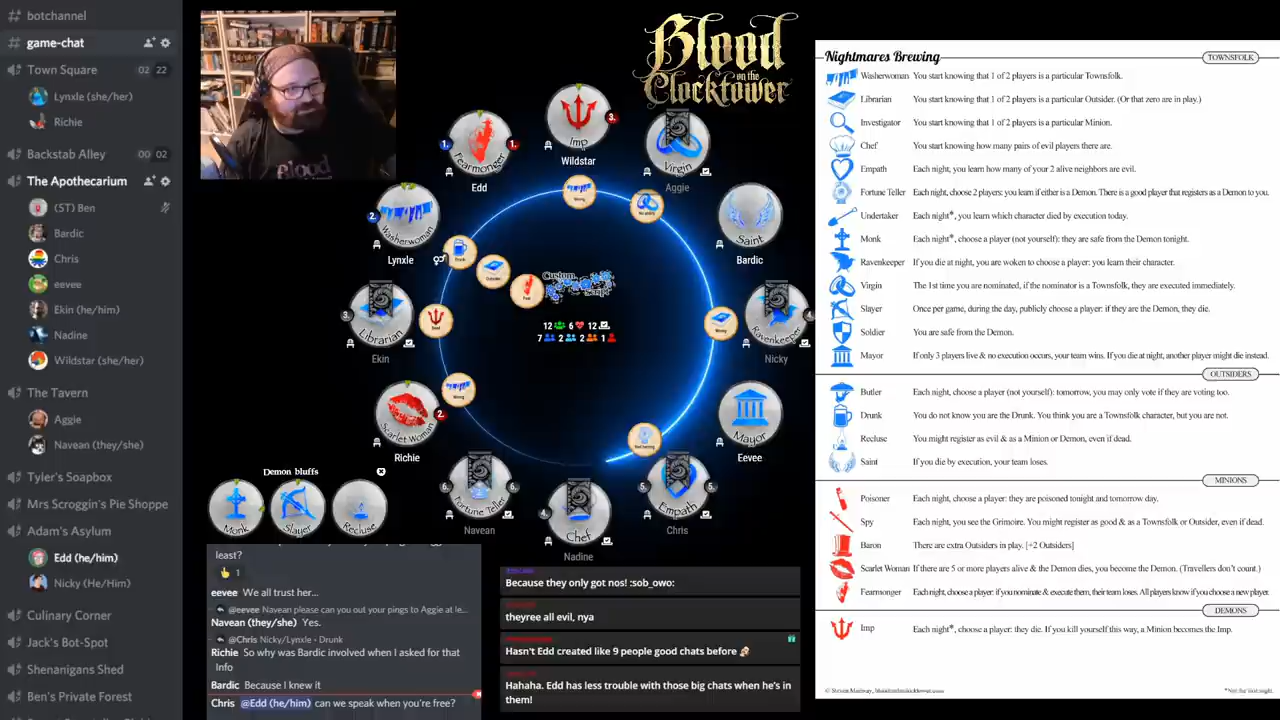 botchannel
game-chat
Town Square 02 22
Lynxle (she/her)
Richie
Backstab Alley 00 02
The Apothecarium
STD Ben
Bardic
Chris
eevee
Ekin (he/him)
Nadine
Wildstar (she/her)
The Tavern
Aggie
Navean (they/she)
Tyler's Soapbox
Mrs Scroggin's Pie Shoppe
Adam's Asylum
Edd (he/him)
Nicky (He/Him)
Culinary Corner
Jack's Bot-Spot
Shenanigans Shed
Ben's Private Forest
Blood
on the
Clocktower
Fearmonger
Edd
Imp
Wildstar
Virgin
Aggie
Saint
Bardic
Ravenkeeper
Nicky
Mayor
Eevee
Empath
Chris
Chef
Nadine
Fortune Teller
Navean
Scarlet Woman
Richie
Librarian
Ekin
Washerwoman
Lynxle
Custom
12 6 12
7 2 2 1
Demon bluffs
Monk
Slayer
Recluse
least?
1
eevee We all trust her...
@eevee Navean please can you out your pings to Aggie at le...
Navean (they/she) Yes.
@Chris Nicky/Lynxle - Drunk
Richie So why was Bardic involved when I asked for that
Info
Bardic Because I knew it
Chris @Edd (he/him) can we speak when you're free?
Because they only got nos! :sob_owo:
theyree all evil, nya
Hasn't Edd created like 9 people good chats before
Hahaha. Edd has less trouble with those big chats when he's in
them!
Nightmares Brewing
TOWNSFOLK
Washerwoman You start knowing that 1 of 2 players is a particular Townsfolk.
Librarian You start knowing that 1 of 2 players is a particular Outsider. (Or that zero are in play.)
Investigator You start knowing that 1 of 2 players is a particular Minion.
Chef You start knowing how many pairs of evil players there are.
Empath Each night, you learn how many of your 2 alive neighbors are evil.
Fortune Teller Each night, choose 2 players: you learn if either is a Demon. There is a good player that registers as a Demon to you.
Undertaker Each night*, you learn which character died by execution today.
Monk Each night*, choose a player (not yourself): they are safe from the Demon tonight.
Ravenkeeper If you die at night, you are woken to choose a player: you learn their character.
Virgin The 1st time you are nominated, if the nominator is a Townsfolk, they are executed immediately.
Slayer Once per game, during the day, publicly choose a player: if they are the Demon, they die.
Soldier You are safe from the Demon.
Mayor If only 3 players live & no execution occurs, your team wins. If you die at night, another player might die instead.
OUTSIDERS
Butler Each night, choose a player (not yourself): tomorrow, you may only vote if they are voting too.
Drunk You do not know you are the Drunk. You think you are a Townsfolk character, but you are not.
Recluse You might register as evil & as a Minion or Demon, even if dead.
Saint If you die by execution, your team loses.
MINIONS
Poisoner Each night, choose a player: they are poisoned tonight and tomorrow day.
Spy Each night, you see the Grimoire. You might register as good & as a Townsfolk or Outsider, even if dead.
Baron There are extra Outsiders in play. [+2 Outsiders]
Scarlet Woman If there are 5 or more players alive & the Demon dies, you become the Demon. (Travellers don't count.)
Fearmonger Each night, choose a player: if you nominate & execute them, their team loses. All players know if you choose a new player.
DEMONS
Imp Each night*, choose a player: they die. If you kill yourself this way, a Minion becomes the Imp.
*Not the first night